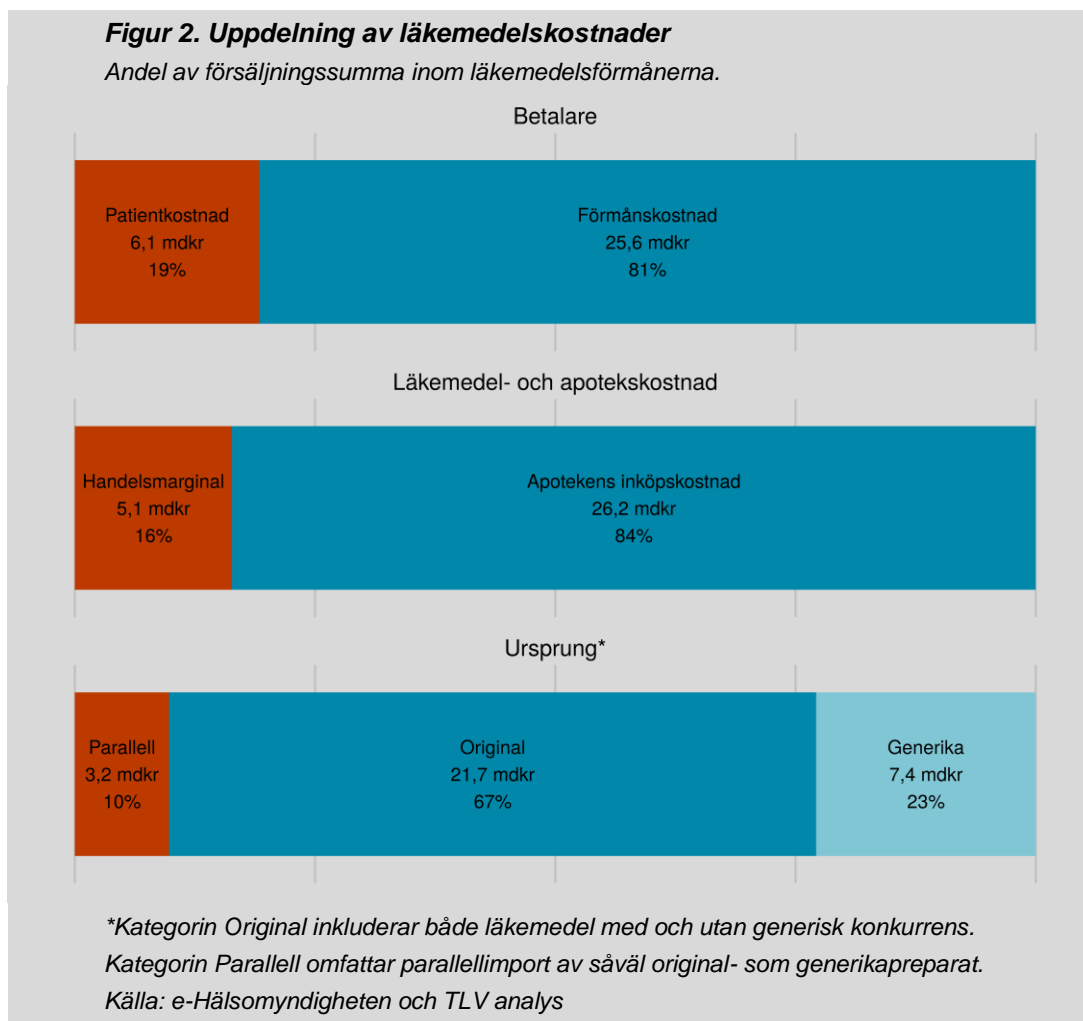 Figur 2. Uppdelning av läkemedelskostnader
Andel av försäljningssumma inom läkemedelsförmånerna.
Betalare
Patientkostnad
6,1 mdkr
19%
Förmånskostnad
25,6 mdkr
81%
Läkemedel- och apotekskostnad
Handelsmarginal
5,1 mdkr
16%
Apotekens inköpskostnad
26,2 mdkr
84%
Ursprung*
Parallell
3,2 mdkr
10%
Original
21,7 mdkr
67%
Generika
7,4 mdkr
23%
*Kategorin Original inkluderar både läkemedel med och utan generisk konkurrens.
Kategorin Parallell omfattar parallellimport av såväl original- som generikapreparat.
Källa: e-Hälsomyndigheten och TLV analys